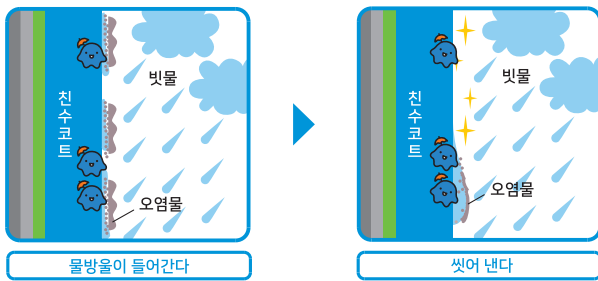 친수코트
빗물
오염물
물방울이 들어간다
친수코트
빗물
오염물
씻어 낸다